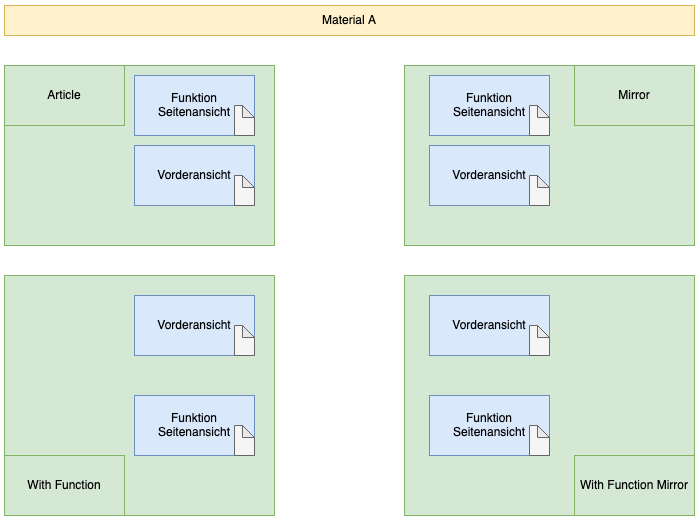 Material A
Article
Funktion
Seitenansicht
Vorderansicht
Funktion
Seitenansicht
Mirror
Vorderansicht
Vorderansicht
Funktion
Seitenansicht
With Function
Vorderansicht
Funktion
Seitenansicht
With Function Mirror